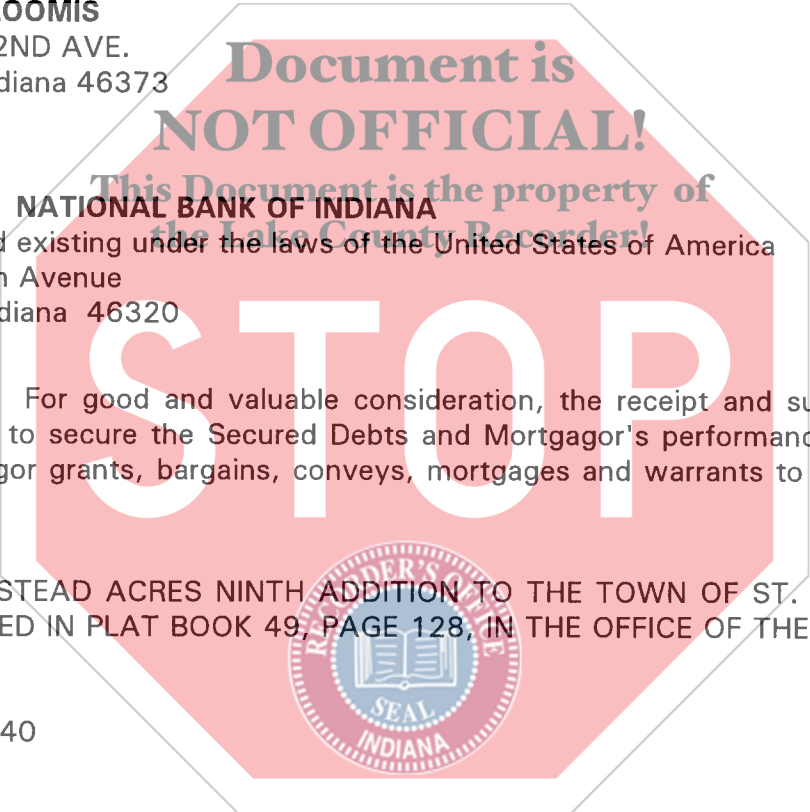 LOOMIS
2ND AVE.
diana 46373
Document is
NOT OFFICIAL!
This Document is the property of
the Lake County Recorder!
NATIONAL BANK OF INDIANA
d existing under the laws of the United States of America
n Avenue
diana 46320
STOP
For good and valuable consideration, the receipt and su
to secure the Secured Debts and Mortgagor's performanc
gor grants, bargains, conveys, mortgages and warrants to
STEAD ACRES NINTH ADDITION TO THE TOWN OF ST.
ED IN PLAT BOOK 49, PAGE 128, IN THE OFFICE OF THE
RECORDER'S OFFICE
SEAL
INDIANA
40